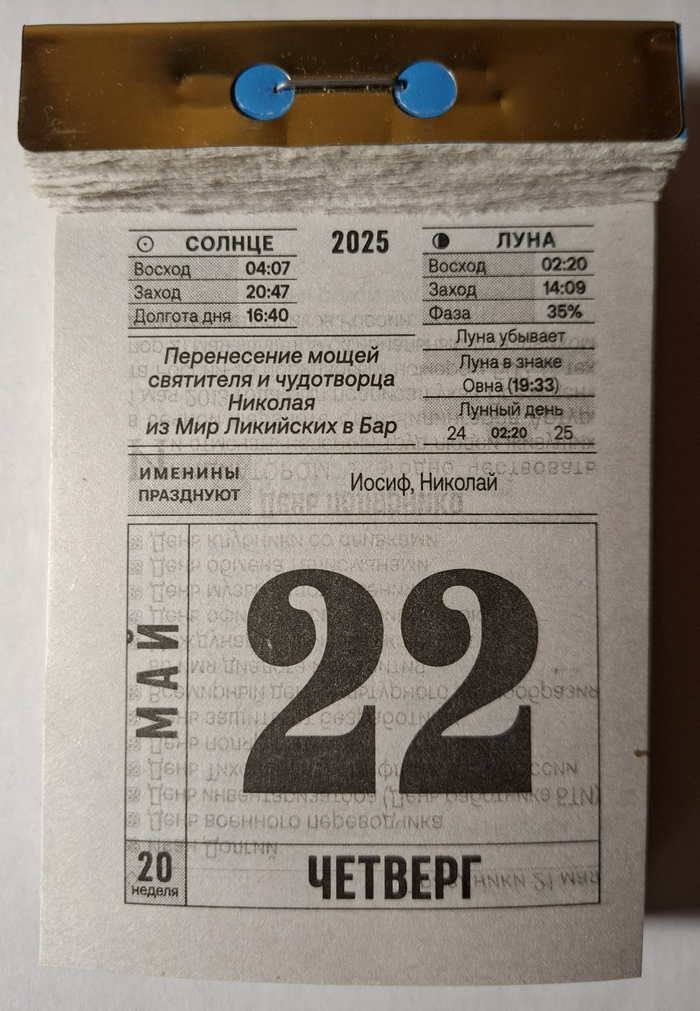 СОЛНЦЕ
Восход 04:07
Заход 20:47
Долгота дня 16:40
2025
ЛУНА
Восход 02:20
Заход 14:09
Фаза 35%
Луна убывает
Луна в знаке
Овна (19:33)
Лунный день
24 02:20 25
Перенесение мощей
святителя и чудотворца
Николая
из Мир Ликийских в Бар
ИМЕНИНЫ
ПРАЗДНУЮТ
Иосиф, Николай
МАЙ
22
20
неделя
ЧЕТВЕРГ